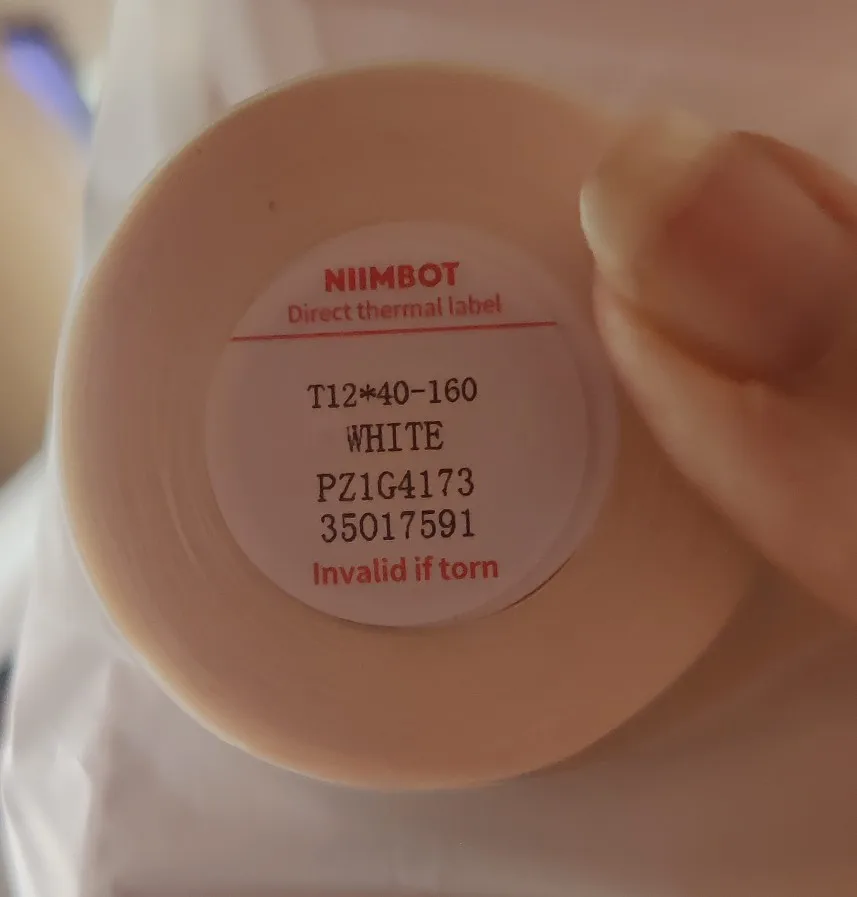 NIIMBOT
Direct thermal label
T12*40-160
WHITE
PZ1G4173
35017591
Invalid if torn